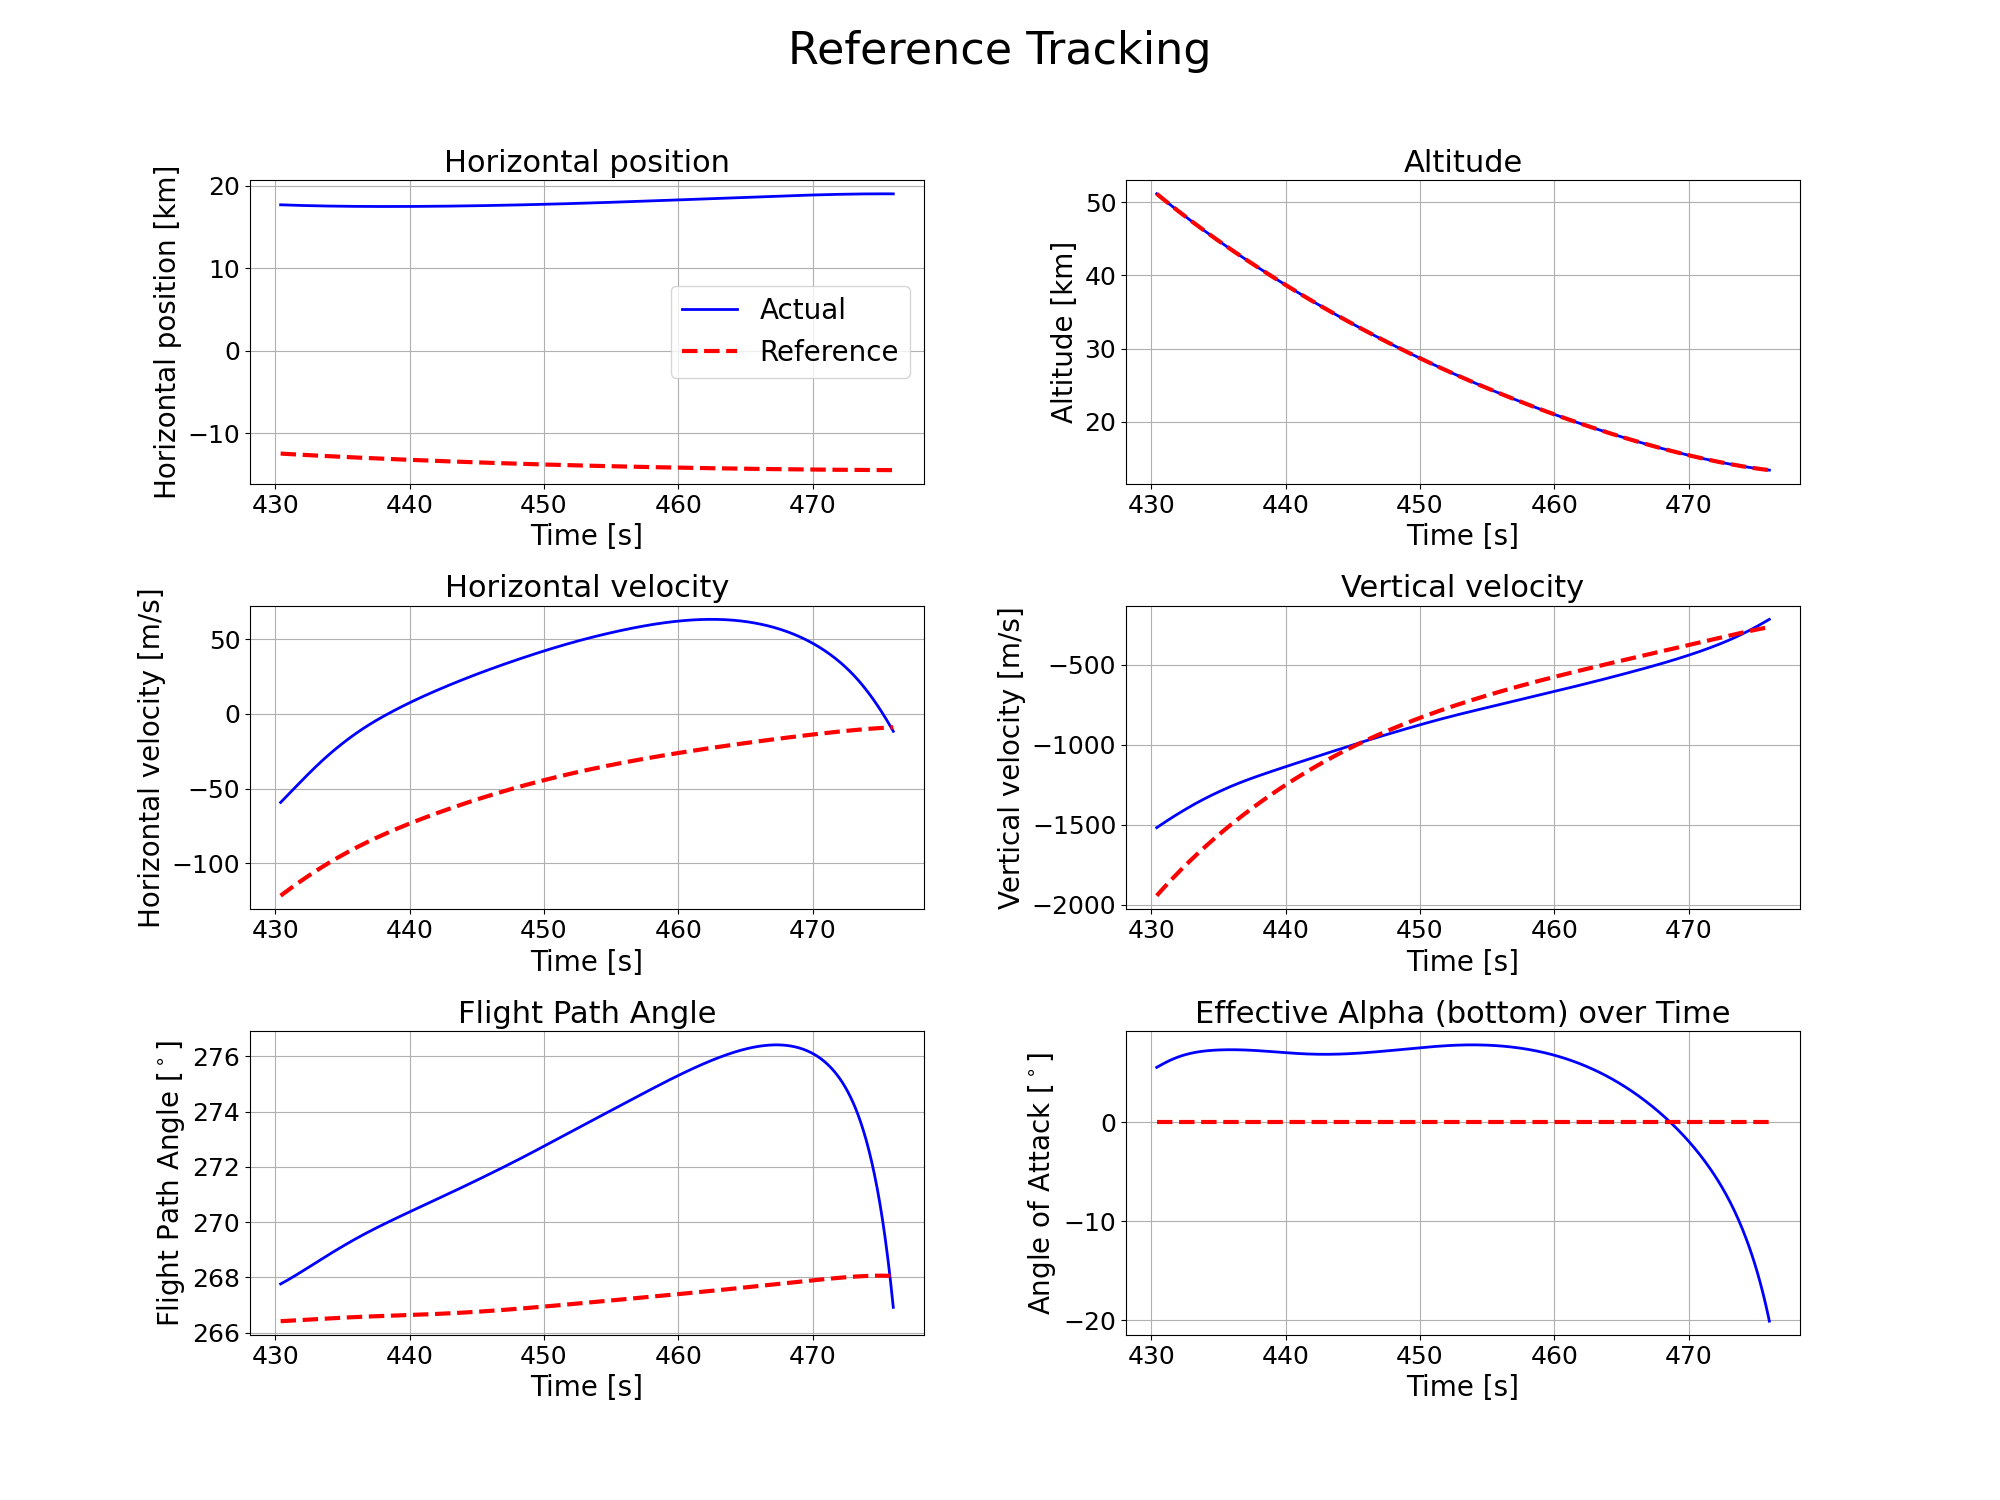 Reference Tracking
Horizontal position
Horizontal position [km]
20
10
0
−10
Actual
Reference
430 440 450 460 470
Time [s]
Altitude
Altitude [km]
50
40
30
20
430 440 450 460 470
Time [s]
Horizontal velocity
Horizontal velocity [m/s]
50
0
−50
−100
430 440 450 460 470
Time [s]
Vertical velocity
Vertical velocity [m/s]
−500
−1000
−1500
−2000
430 440 450 460 470
Time [s]
Flight Path Angle
Flight Path Angle [°]
276
274
272
270
268
266
430 440 450 460 470
Time [s]
Effective Alpha (bottom) over Time
Angle of Attack [°]
0
−10
−20
430 440 450 460 470
Time [s]